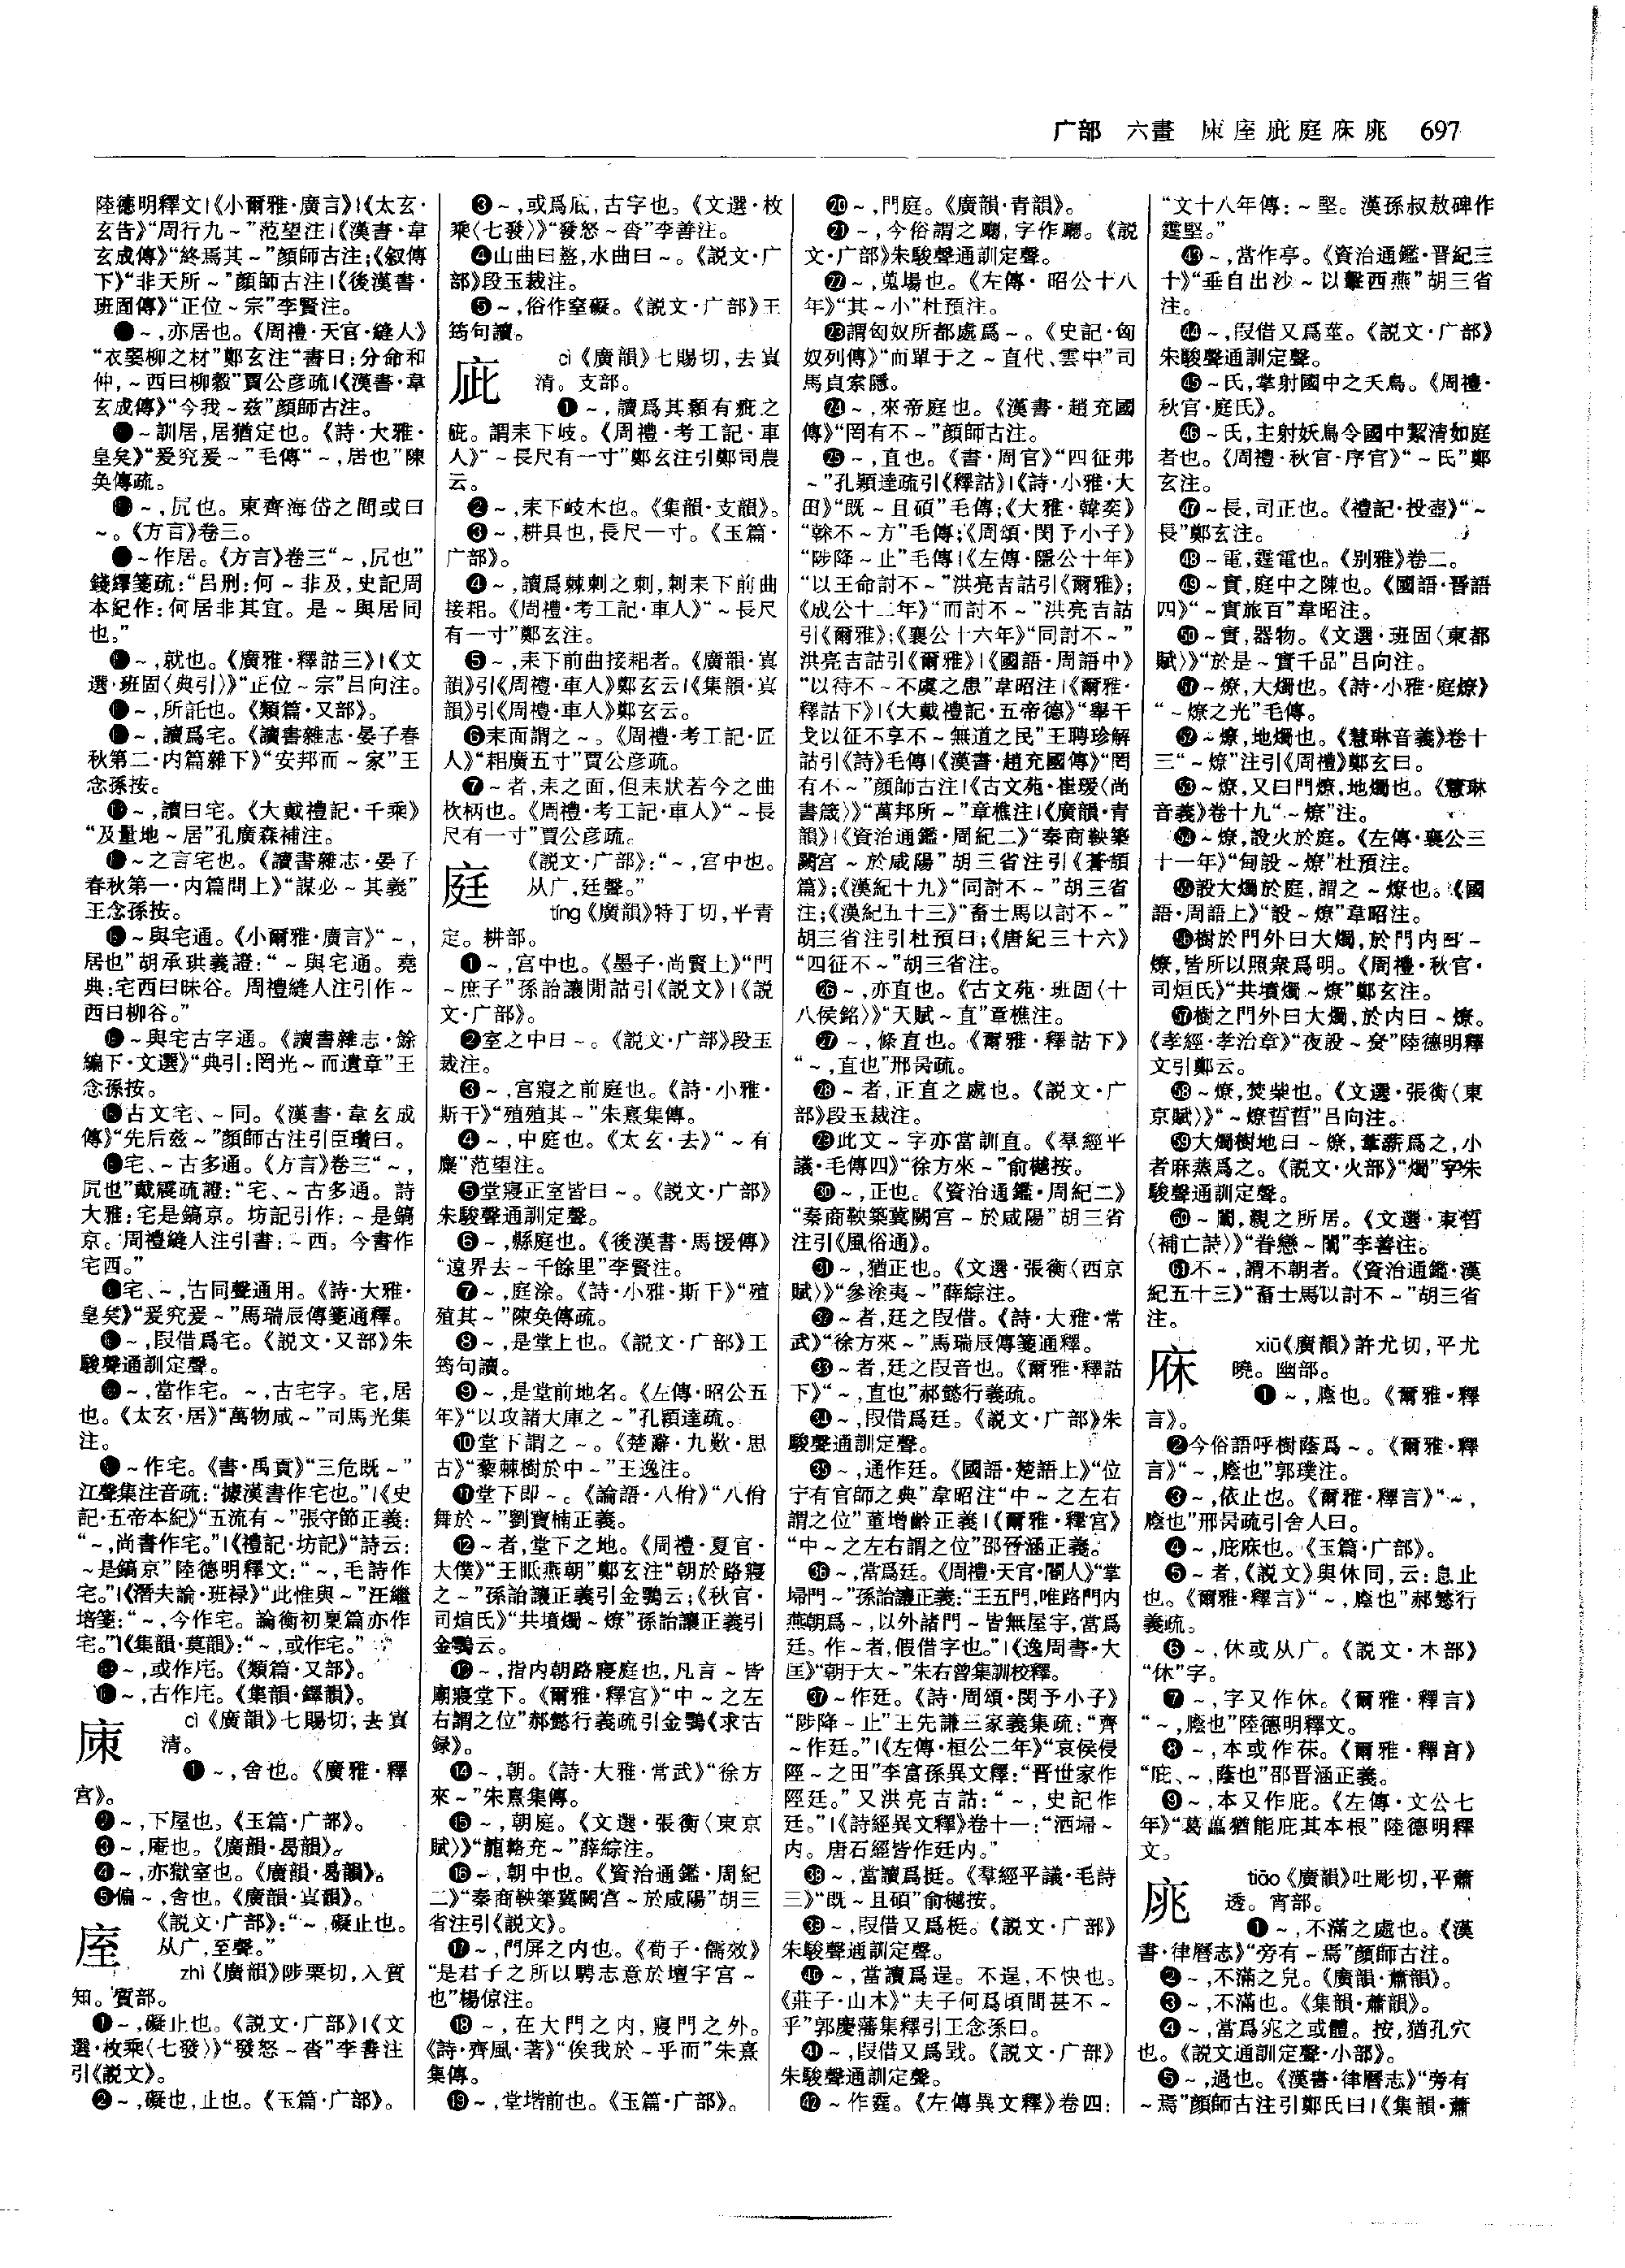 广部 六畫 庲庢庛庭庥庣 697
陸德明釋文|《小爾雅·廣言》|《太玄·
玄告》“周行九～”范望注|《漢書·韋
玄成傳》“終焉其～”顏師古注;《叙傳
下》“非天所～”顏師古注|《後漢書·
班固傳》“正位～宗”李賢注。
～,亦居也。《周禮·天官·縫人》
“衣翣柳之材”鄭玄注“書曰:分命和
仲,～西曰柳穀”賈公彦疏|《漢書·韋
玄成傳》“今我～兹”顏師古注。
～訓居,居猶定也。《詩·大雅·
皇矣》“爰究爰～”毛傳“～,居也”陳
奂傳疏。
～,凥也。東齊海岱之間或曰
～。《方言》卷三。
～作居。《方言》卷三“～,凥也”
錢繹箋疏:“吕刑:何～非及,史記周
本紀作:何居非其宜。是～與居同
也。”
～,就也。《廣雅·釋詁三》|《文
選·班固〈典引〉》“正位～宗”吕向注。
～,所託也。《類篇·又部》。
～,讀爲宅。《讀書雜志·晏子春
秋第二·内篇雜下》“安邦而～家”王
念孫按。
～,讀曰宅。《大戴禮記·千乘》
“及量地～居”孔廣森補注。
～之言宅也。《讀書雜志·晏子
春秋第一·内篇問上》“謀必～其義”
王念孫按。
～與宅通。《小爾雅·廣言》“～,
居也”胡承珙義證:“～與宅通。堯
典:宅西曰昧谷。周禮縫人注引作～
西曰柳谷。”
～與宅古字通。《讀書雜志·餘
編下·文選》“典引:罔光～而遺章”王
念孫按。
古文宅、～同。《漢書·韋玄成
傳》“先后兹～”顏師古注引臣瓚曰。
宅、～古多通。《方言》卷三“～,
凥也”戴震疏證:“宅、～古多通。詩
大雅:宅是鎬京。坊記引作:～是鎬
京。周禮縫人注引書:～西。今書作
宅西。”
宅、～,古同聲通用。《詩·大雅·
皇矣》“爰究爰～”馬瑞辰傳箋通釋。
～,叚借爲宅。《説文·又部》朱
駿聲通訓定聲。
～,當作宅。～,古宅字。宅,居
也。《太玄·居》“萬物咸～”司馬光集
注。
～作宅。《書·禹貢》“三危既～”
江聲集注音疏:“據漢書作宅也。”|《史
記·五帝本紀》“五流有～”張守節正義:
“～,尚書作宅。”|《禮記·坊記》“詩云:
～是鎬京”陸德明釋文:“～,毛詩作
宅。”|《潛夫論·班禄》“此惟與～”汪繼
培箋:“～,今作宅。論衡初稟篇亦作
宅。”|《集韻·莫韻》:“～,或作宅。”
～,或作㡯。《類篇·又部》。
～,古作㡯。《集韻·鐸韻》。
庲 cì《廣韻》七賜切,去寘
清。
❶～,舍也。《廣雅·釋
宫》。
❷～,下屋也。《玉篇·广部》。
❸～,庵也。《廣韻·曷韻》。
❹～,亦獄室也。《廣韻·曷韻》。
❺偏～,舍也。《廣韻·寘韻》。
庢 《説文·广部》:“～,礙止也。
从广,至聲。”
zhì《廣韻》陟栗切,入質
知。質部。
❶～,礙止也。《説文·广部》|《文
選·枚乘〈七發〉》“發怒～沓”李善注
引《説文》。
❷～,礙也,止也。《玉篇·广部》。
❸～,或爲底,古字也。《文選·枚
乘〈七發〉》“發怒～沓”李善注。
❹山曲曰盩,水曲曰～。《説文·广
部》段玉裁注。
❺～,俗作窒礙。《説文·广部》王
筠句讀。
庛 cì《廣韻》七賜切,去寘
清。支部。
❶～,讀爲其顙有疵之
疵。謂耒下岐。《周禮·考工記·車
人》“～長尺有一寸”鄭玄注引鄭司農
云。
❷～,耒下岐木也。《集韻·支韻》。
❸～,耕具也,長尺一寸。《玉篇·
广部》。
❹～,讀爲棘刺之刺,刺耒下前曲
接耜。《周禮·考工記·車人》“～長尺
有一寸”鄭玄注。
❺～,耒下前曲接耜者。《廣韻·寘
韻》引《周禮·車人》鄭玄云|《集韻·寘
韻》引《周禮·車人》鄭玄云。
❻耒面謂之～。《周禮·考工記·匠
人》“耜廣五寸”賈公彦疏。
❼～者,耒之面,但耒狀若今之曲
杴柄也。《周禮·考工記·車人》“～長
尺有一寸”賈公彦疏。
庭 《説文·广部》:“～,宫中也。
从广,廷聲。”
tíng《廣韻》特丁切,平青
定。耕部。
❶～,宫中也。《墨子·尚賢上》“門
～庶子”孫詒讓閒詁引《説文》|《説
文·广部》。
❷室之中曰～。《説文·广部》段玉
裁注。
❸～,宫寢之前庭也。《詩·小雅·
斯干》“殖殖其～”朱熹集傳。
❹～,中庭也。《太玄·去》“～有
麋”范望注。
❺堂寢正室皆曰～。《説文·广部》
朱駿聲通訓定聲。
❻～,縣庭也。《後漢書·馬援傳》
“遠界去～千餘里”李賢注。
❼～,庭涂。《詩·小雅·斯干》“殖
殖其～”陳奂傳疏。
❽～,是堂上也。《説文·广部》王
筠句讀。
❾～,是堂前地名。《左傳·昭公五
年》“以攻諸大庫之～”孔穎達疏。
❿堂下謂之～。《楚辭·九歎·思
古》“藜棘樹於中～”王逸注。
⓫堂下即～。《論語·八佾》“八佾
舞於～”劉寶楠正義。
⓬～者,堂下之地。《周禮·夏官·
大僕》“王眡燕朝”鄭玄注“朝於路寢
之～”孫詒讓正義引金鶚云;《秋官·
司烜氏》“共墳燭～燎”孫詒讓正義引
金鶚云。
⓭～,指内朝路寢庭也,凡言～皆
廟寢堂下。《爾雅·釋宫》“中～之左
右謂之位”郝懿行義疏引金鶚《求古
録》。
⓮～,朝。《詩·大雅·常武》“徐方
來～”朱熹集傳。
⓯～,朝庭。《文選·張衡〈東京
賦〉》“龍輅充～”薛綜注。
⓰～,朝中也。《資治通鑑·周紀
二》“秦商鞅築冀闕宫～於咸陽”胡三
省注引《説文》。
⓱～,門屏之内也。《荀子·儒效》
“是君子之所以騁志意於壇宇宫～
也”楊倞注。
⓲～,在大門之内,寢門之外。
《詩·齊風·著》“俟我於～乎而”朱熹
集傳。
⓳～,堂堦前也。《玉篇·广部》。
⓴～,門庭。《廣韻·青韻》。
㉑～,今俗謂之廳,字作廳。《説
文·广部》朱駿聲通訓定聲。
㉒～,蒐場也。《左傳·昭公十八
年》“其～小”杜預注。
㉓謂匈奴所都處爲～。《史記·匈
奴列傳》“而單于之～直代、雲中”司
馬貞索隱。
㉔～,來帝庭也。《漢書·趙充國
傳》“罔有不～”顏師古注。
㉕～,直也。《書·周官》“四征弗
～”孔穎達疏引《釋詁》|《詩·小雅·大
田》“既～且碩”毛傳;《大雅·韓奕》
“榦不～方”毛傳;《周頌·閔予小子》
“陟降～止”毛傳|《左傳·隱公十年》
“以王命討不～”洪亮吉詁引《爾雅》;
《成公十二年》“而討不～”洪亮吉詁
引《爾雅》;《襄公十六年》“同討不～”
洪亮吉詁引《爾雅》|《國語·周語中》
“以待不～不虞之患”韋昭注|《爾雅·
釋詁下》|《大戴禮記·五帝德》“舉干
戈以征不享不～無道之民”王聘珍解
詁引《詩》毛傳|《漢書·趙充國傳》“罔
有不～”顏師古注|《古文苑·崔瑗〈尚
書箴〉》“萬邦所～”章樵注|《廣韻·青
韻》|《資治通鑑·周紀二》“秦商鞅築
闕宫～於咸陽”胡三省注引《蒼頡
篇》;《漢紀十九》“同討不～”胡三省
注;《漢紀五十三》“畜士馬以討不～”
胡三省注引杜預曰;《唐紀三十六》
“四征不～”胡三省注。
㉖～,亦直也。《古文苑·班固〈十
八侯銘〉》“天賦～直”章樵注。
㉗～,條直也。《爾雅·釋詁下》
“～,直也”邢昺疏。
㉘～者,正直之處也。《説文·广
部》段玉裁注。
㉙此文～字亦當訓直。《羣經平
議·毛傳四》“徐方來～”俞樾按。
㉚～,正也。《資治通鑑·周紀二》
“秦商鞅築冀闕宫～於咸陽”胡三省
注引《風俗通》。
㉛～,猶正也。《文選·張衡〈西京
賦〉》“參塗夷～”薛綜注。
㉜～者,廷之叚借。《詩·大雅·常
武》“徐方來～”馬瑞辰傳箋通釋。
㉝～者,廷之叚音也。《爾雅·釋詁
下》“～,直也”郝懿行義疏。
㉞～,叚借爲廷。《説文·广部》朱
駿聲通訓定聲。
㉟～,通作廷。《國語·楚語上》“位
宁有官師之典”韋昭注“中～之左右
謂之位”董增齡正義|《爾雅·釋宫》
“中～之左右謂之位”邵晉涵正義。
㊱～,當爲廷。《周禮·天官·閽人》“掌
埽門～”孫詒讓正義:“王五門,唯路門内
燕朝爲～,以外諸門～皆無屋宇,當爲
廷。作～者,假借字也。”|《逸周書·大
匡》“朝于大～”朱右曾集訓校釋。
㊲～作廷。《詩·周頌·閔予小子》
“陟降～止”王先謙三家義集疏:“齊
～作廷。”|《左傳·桓公二年》“哀侯侵
陘～之田”李富孫異文釋:“晋世家作
陘廷。”又洪亮吉詁:“～,史記作
廷。”|《詩經異文釋》卷十一:“洒埽～
内。唐石經皆作廷内。”
㊳～,當讀爲挺。《羣經平議·毛詩
三》“既～且碩”俞樾按。
㊴～,叚借又爲梃。《説文·广部》
朱駿聲通訓定聲。
㊵～,當讀爲逞。不逞,不快也。
《莊子·山木》“夫子何爲頃間甚不～
乎”郭慶藩集釋引王念孫曰。
㊶～,叚借又爲戥。《説文·广部》
朱駿聲通訓定聲。
㊷～作霆。《左傳異文釋》卷四:
“文十八年傳:～堅。漢孫叔敖碑作
霆堅。”
㊸～,當作亭。《資治通鑑·晉紀三
十》“垂自出沙～以擊西燕”胡三省
注。
㊹～,叚借又爲莛。《説文·广部》
朱駿聲通訓定聲。
㊺～氏,掌射國中之夭鳥。《周禮·
秋官·庭氏》。
㊻～氏,主射妖鳥令國中絜清如庭
者也。《周禮·秋官·序官》“～氏”鄭
玄注。
㊼～長,司正也。《禮記·投壺》“～
長”鄭玄注。
㊽～電,霆電也。《别雅》卷二。
㊾～實,庭中之陳也。《國語·晉語
四》“～實旅百”韋昭注。
㊿～實,器物。《文選·班固〈東都
賦〉》“於是～實千品”吕向注。
51～燎,大燭也。《詩·小雅·庭燎》
“～燎之光”毛傳。
52～燎,地燭也。《慧琳音義》卷十
三“～燎”注引《周禮》鄭玄曰。
53～燎,又曰門燎,地燭也。《慧琳
音義》卷十九“～燎”注。
54～燎,設火於庭。《左傳·襄公三
十一年》“甸設～燎”杜預注。
55設大燭於庭,謂之～燎也。《國
語·周語上》“設～燎”韋昭注。
56樹於門外曰大燭,於門内曰～
燎,皆所以照衆爲明。《周禮·秋官·
司烜氏》“共墳燭～燎”鄭玄注。
57樹之門外曰大燭,於内曰～燎。
《孝經·孝治章》“夜設～尞”陸德明釋
文引鄭云。
58～燎,焚柴也。《文選·張衡〈東
京賦〉》“～燎晢晢”吕向注。
59大燭樹地曰～燎,葦薪爲之,小
者麻蒸爲之。《説文·火部》“燭”字朱
駿聲通訓定聲。
60～闈,親之所居。《文選·束晳
〈補亡詩〉》“眷戀～闈”李善注。
61不～,謂不朝者。《資治通鑑·漢
紀五十三》“畜士馬以討不～”胡三省
注。
庥 xiū《廣韻》許尤切,平尤
曉。幽部。
❶～,廕也。《爾雅·釋
言》。
❷今俗語呼樹蔭爲～。《爾雅·釋
言》“～,廕也”郭璞注。
❸～,依止也。《爾雅·釋言》“～,
廕也”邢昺疏引舍人曰。
❹～,庇庥也。《玉篇·广部》。
❺～者,《説文》與休同,云:息止
也。《爾雅·釋言》“～,廕也”郝懿行
義疏。
❻～,休或从广。《説文·木部》
“休”字。
❼～,字又作休。《爾雅·釋言》
“～,廕也”陸德明釋文。
❽～,本或作茠。《爾雅·釋言》
“庇、～,蔭也”邵晋涵正義。
❾～,本又作庇。《左傳·文公七
年》“葛藟猶能庇其本根”陸德明釋
文。
庣 tiāo《廣韻》吐彫切,平蕭
透。宵部。
❶～,不滿之處也。《漢
書·律曆志》“旁有～焉”顏師古注。
❷～,不滿之皃。《廣韻·蕭韻》。
❸～,不滿也。《集韻·蕭韻》。
❹～,當爲窕之或體。按,猶孔穴
也。《説文通訓定聲·小部》。
❺～,過也。《漢書·律曆志》“旁有
～焉”顏師古注引鄭氏曰|《集韻·蕭